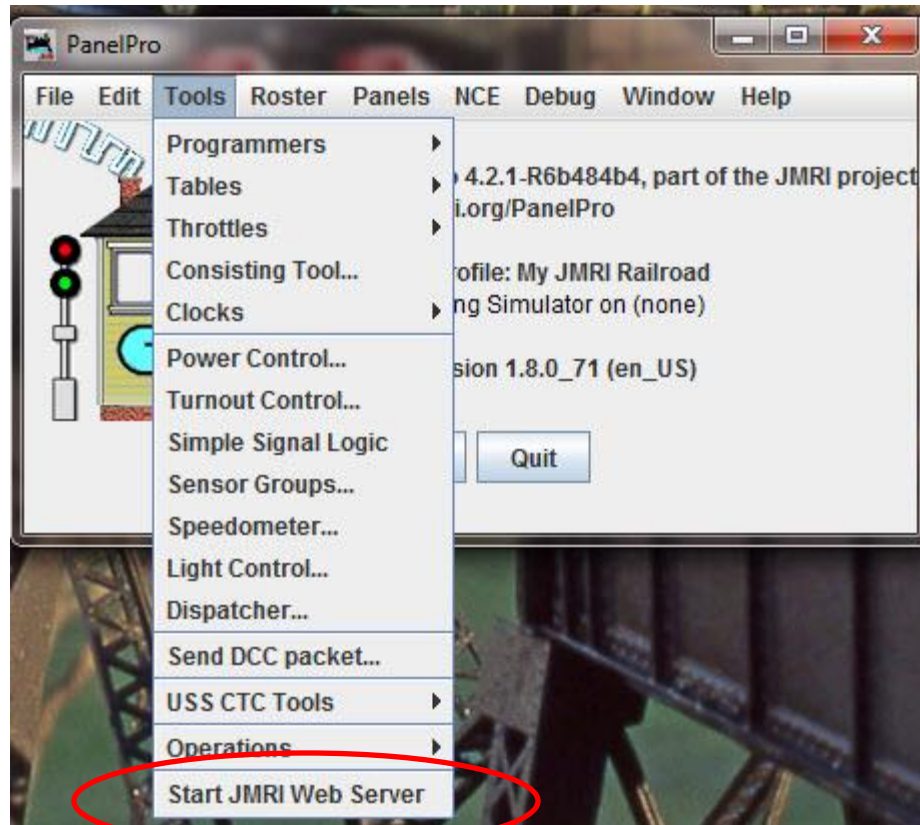 PanelPro
File Edit Tools Roster Panels NCE Debug Window Help
Programmers
Tables
Throttles
Consisting Tool...
Clocks
Power Control...
Turnout Control...
Simple Signal Logic
Sensor Groups...
Speedometer...
Light Control...
Dispatcher...
Send DCC packet...
USS CTC Tools
Operations
Start JMRI Web Server
4.2.1-R6b484b4, part of the JMRI project
i.org/PanelPro
ofile: My JMRI Railroad
ng Simulator on (none)
sion 1.8.0_71 (en_US)
Quit